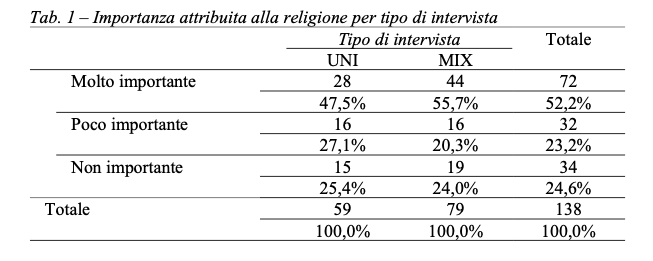 Tab. 1 – Importanza attribuita alla religione per tipo di intervista
Tipo di intervista Totale
UNI MIX
Molto importante 28 44 72
47,5% 55,7% 52,2%
Poco importante 16 16 32
27,1% 20,3% 23,2%
Non importante 15 19 34
25,4% 24,0% 24,6%
Totale 59 79 138
100,0% 100,0% 100,0%